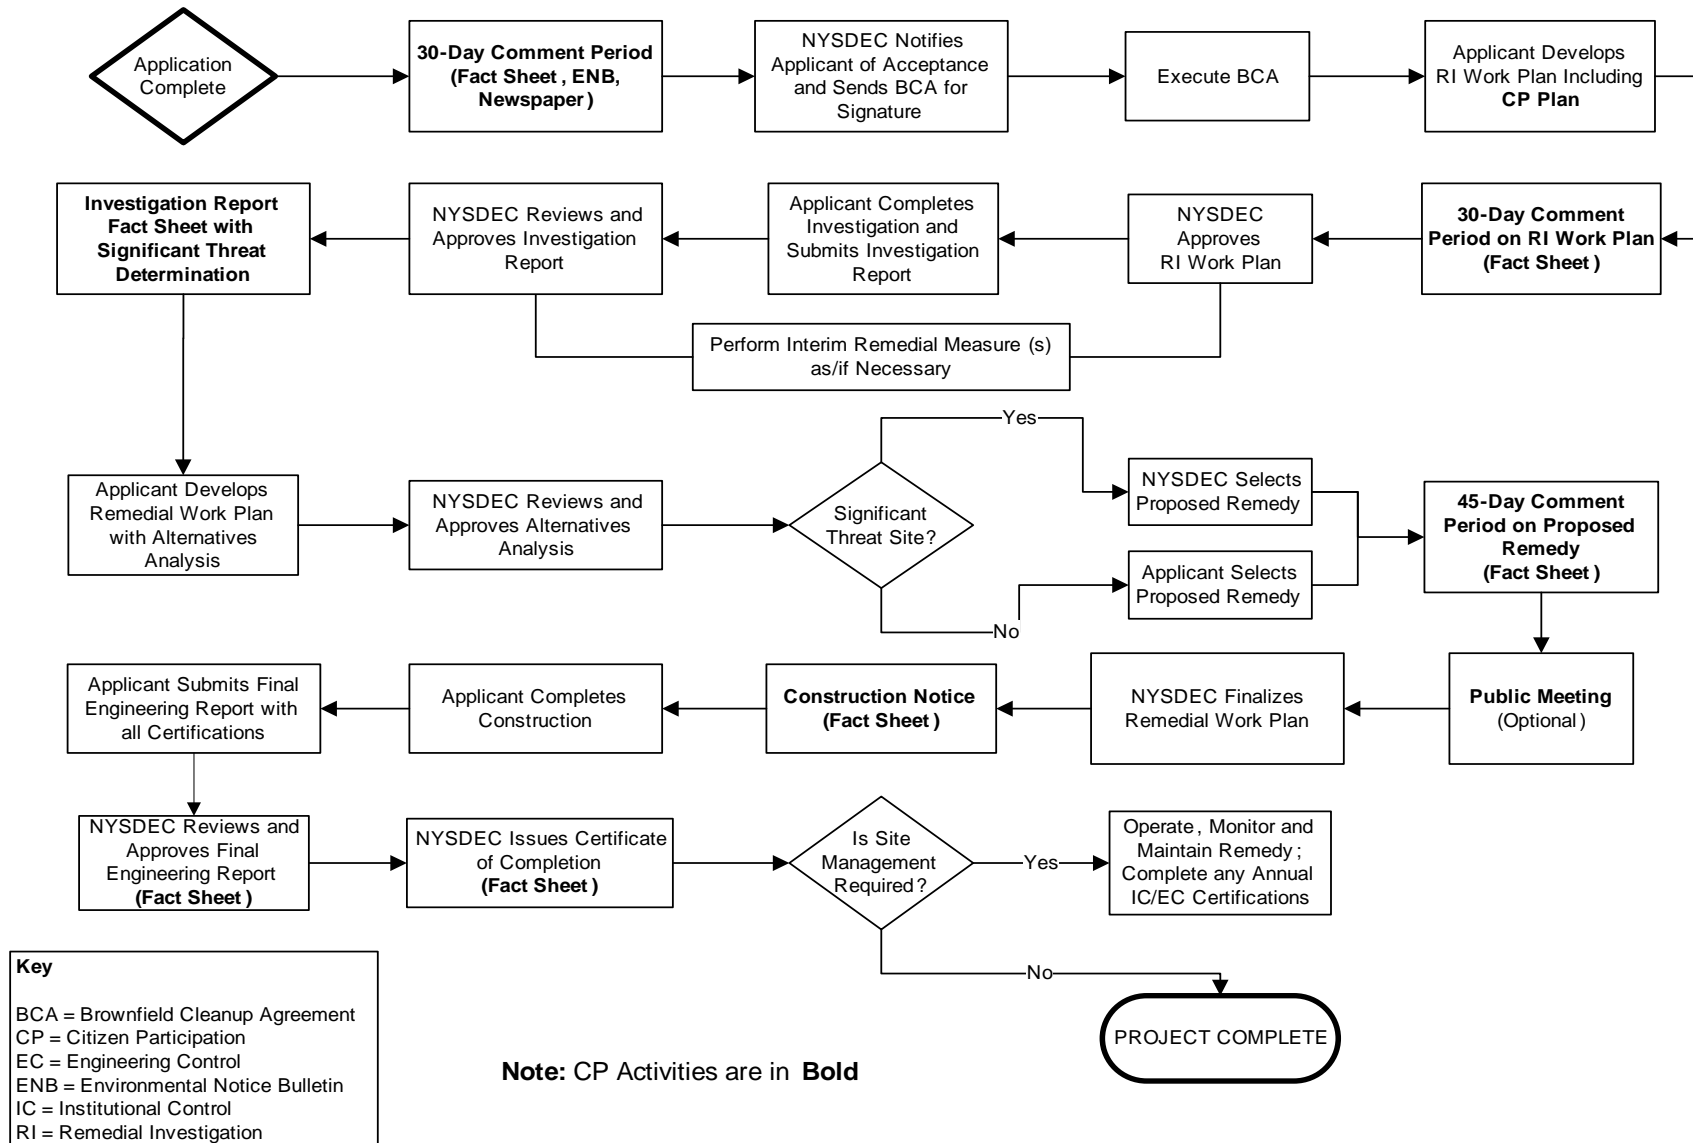 Application
Complete
30-Day Comment Period
(Fact Sheet, ENB,
Newspaper)
NYSDEC Notifies
Applicant of Acceptance
and Sends BCA for
Signature
Execute BCA
Applicant Develops
RI Work Plan Including
CP Plan
30-Day Comment
Period on RI Work Plan
(Fact Sheet)
NYSDEC
Approves
RI Work Plan
Applicant Completes
Investigation and
Submits Investigation
Report
NYSDEC Reviews and
Approves Investigation
Report
Investigation Report
Fact Sheet with
Significant Threat
Determination
Perform Interim Remedial Measure (s)
as/if Necessary
Applicant Develops
Remedial Work Plan
with Alternatives
Analysis
NYSDEC Reviews and
Approves Alternatives
Analysis
Significant
Threat Site?
Yes
No
NYSDEC Selects
Proposed Remedy
Applicant Selects
Proposed Remedy
45-Day Comment
Period on Proposed
Remedy
(Fact Sheet)
Public Meeting
(Optional)
NYSDEC Finalizes
Remedial Work Plan
Construction Notice
(Fact Sheet)
Applicant Completes
Construction
Applicant Submits Final
Engineering Report with
all Certifications
NYSDEC Reviews and
Approves Final
Engineering Report
(Fact Sheet)
NYSDEC Issues Certificate
of Completion
(Fact Sheet)
Is Site
Management
Required?
Yes
Operate, Monitor and
Maintain Remedy;
Complete any Annual
IC/EC Certifications
No
PROJECT COMPLETE
Key
BCA = Brownfield Cleanup Agreement
CP = Citizen Participation
EC = Engineering Control
ENB = Environmental Notice Bulletin
IC = Institutional Control
RI = Remedial Investigation
Note: CP Activities are in Bold